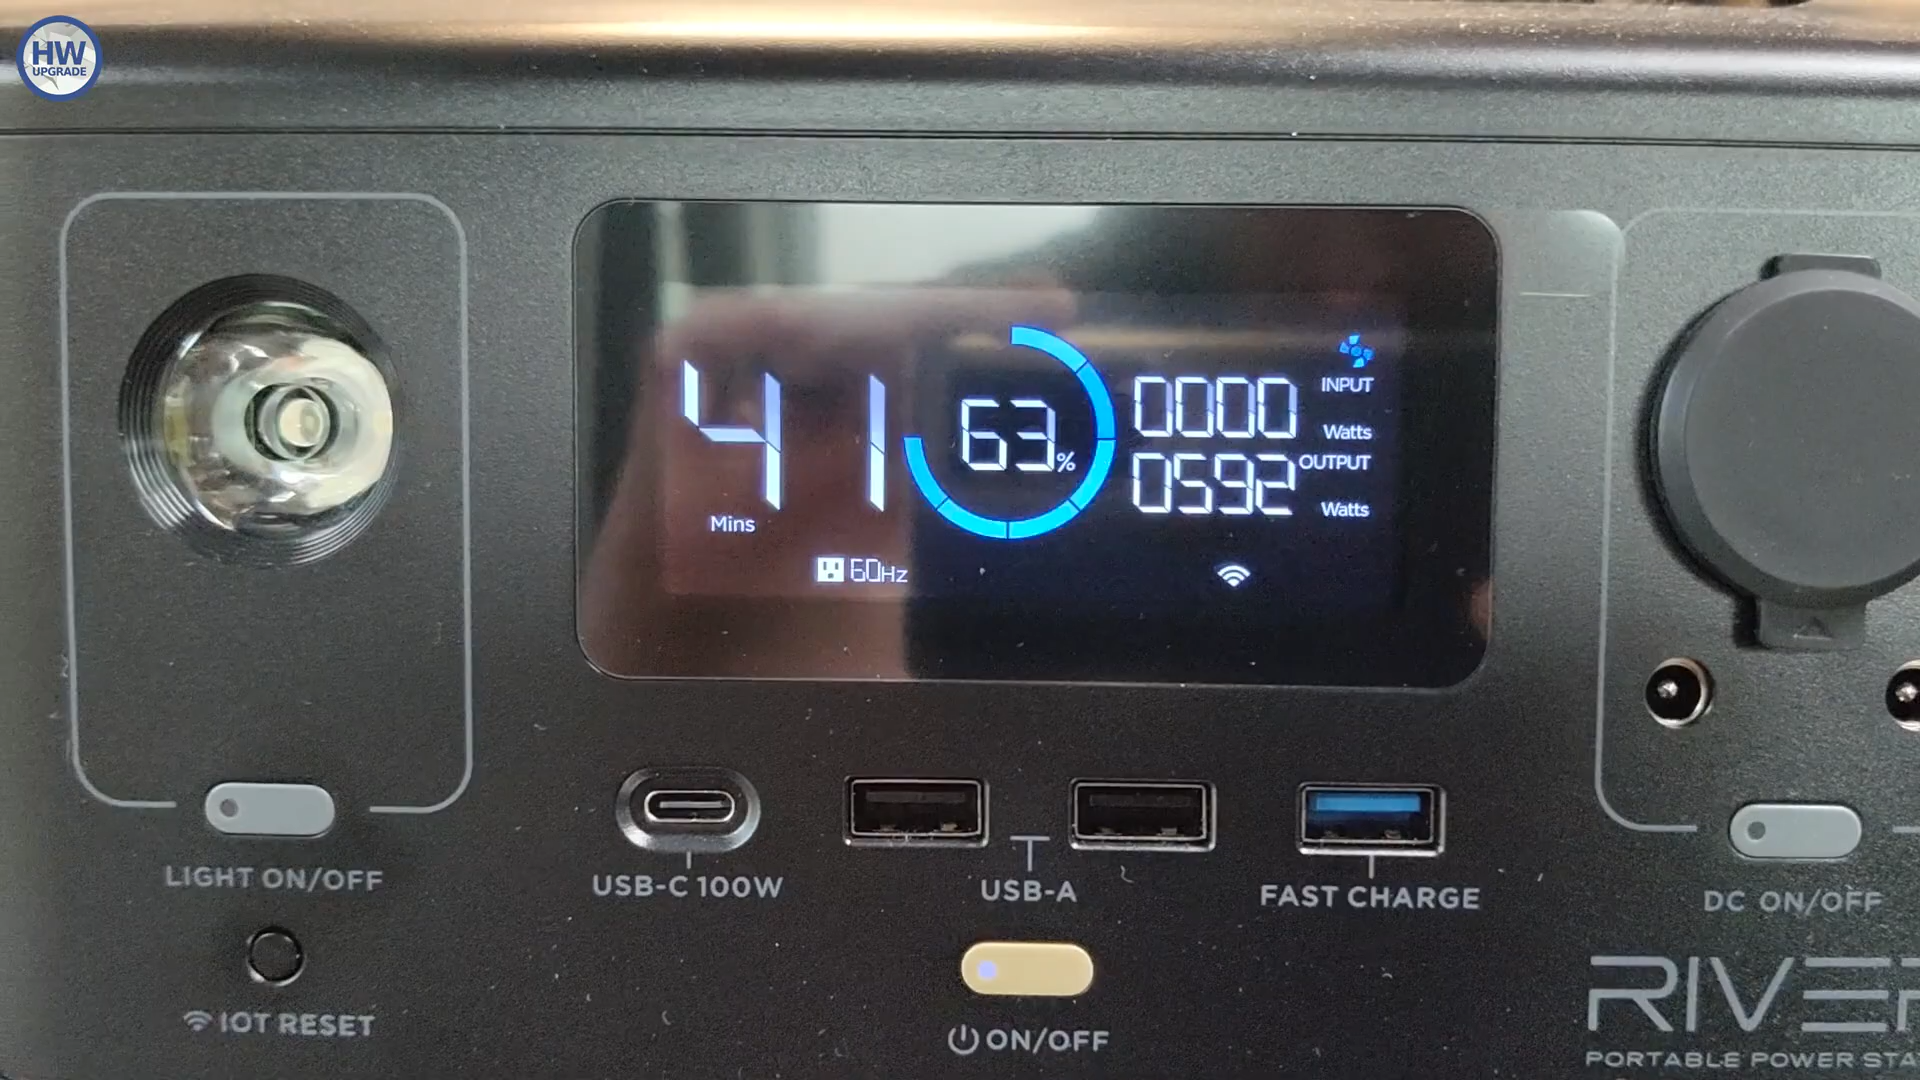 HW
UPGRADE
41
Mins
63%
0000 INPUT
Watts
0592 OUTPUT
Watts
60Hz
USB-C 100W
USB-A
FAST CHARGE
LIGHT ON/OFF
DC ON/OFF
IOT RESET
ON/OFF
RIVER
PORTABLE POWER STA